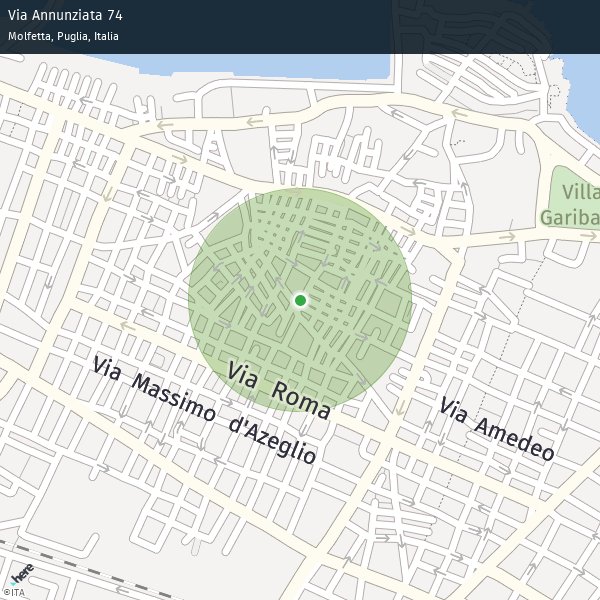 Via Annunziata 74
Molfetta, Puglia, Italia
Villa
Gariba
Via Roma
Via Massimo d'Azeglio
Via Amedeo
here
©ITA